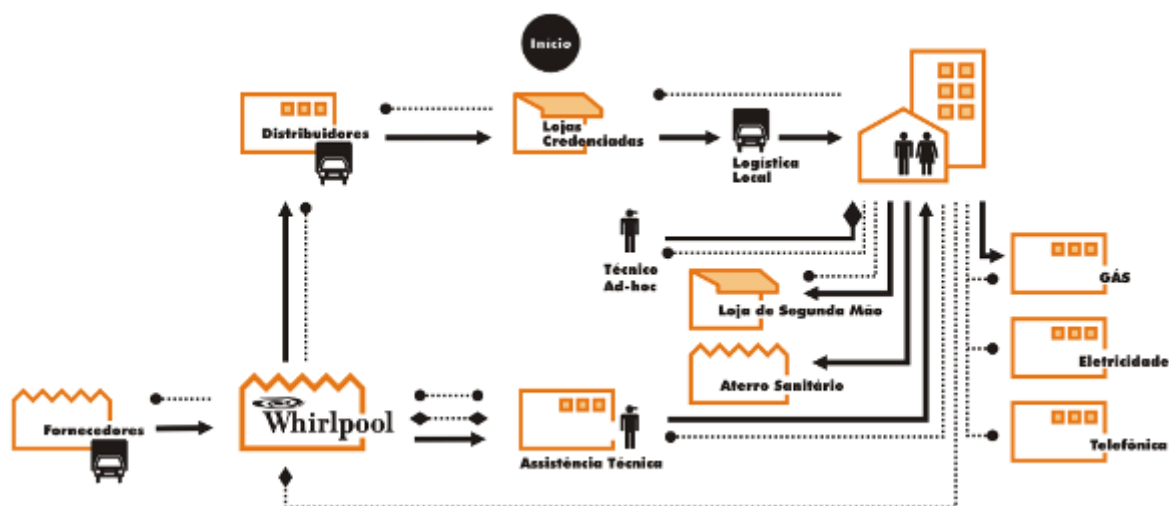 Início
Distribuidores
Lojas
Credenciadas
Logística
Local
Técnico
Ad-hoc
Loja de Segunda Mão
GÁS
Aterro Sanitário
Eletricidade
Fornecedores
Whirlpool
Assistência Técnica
Telefônica